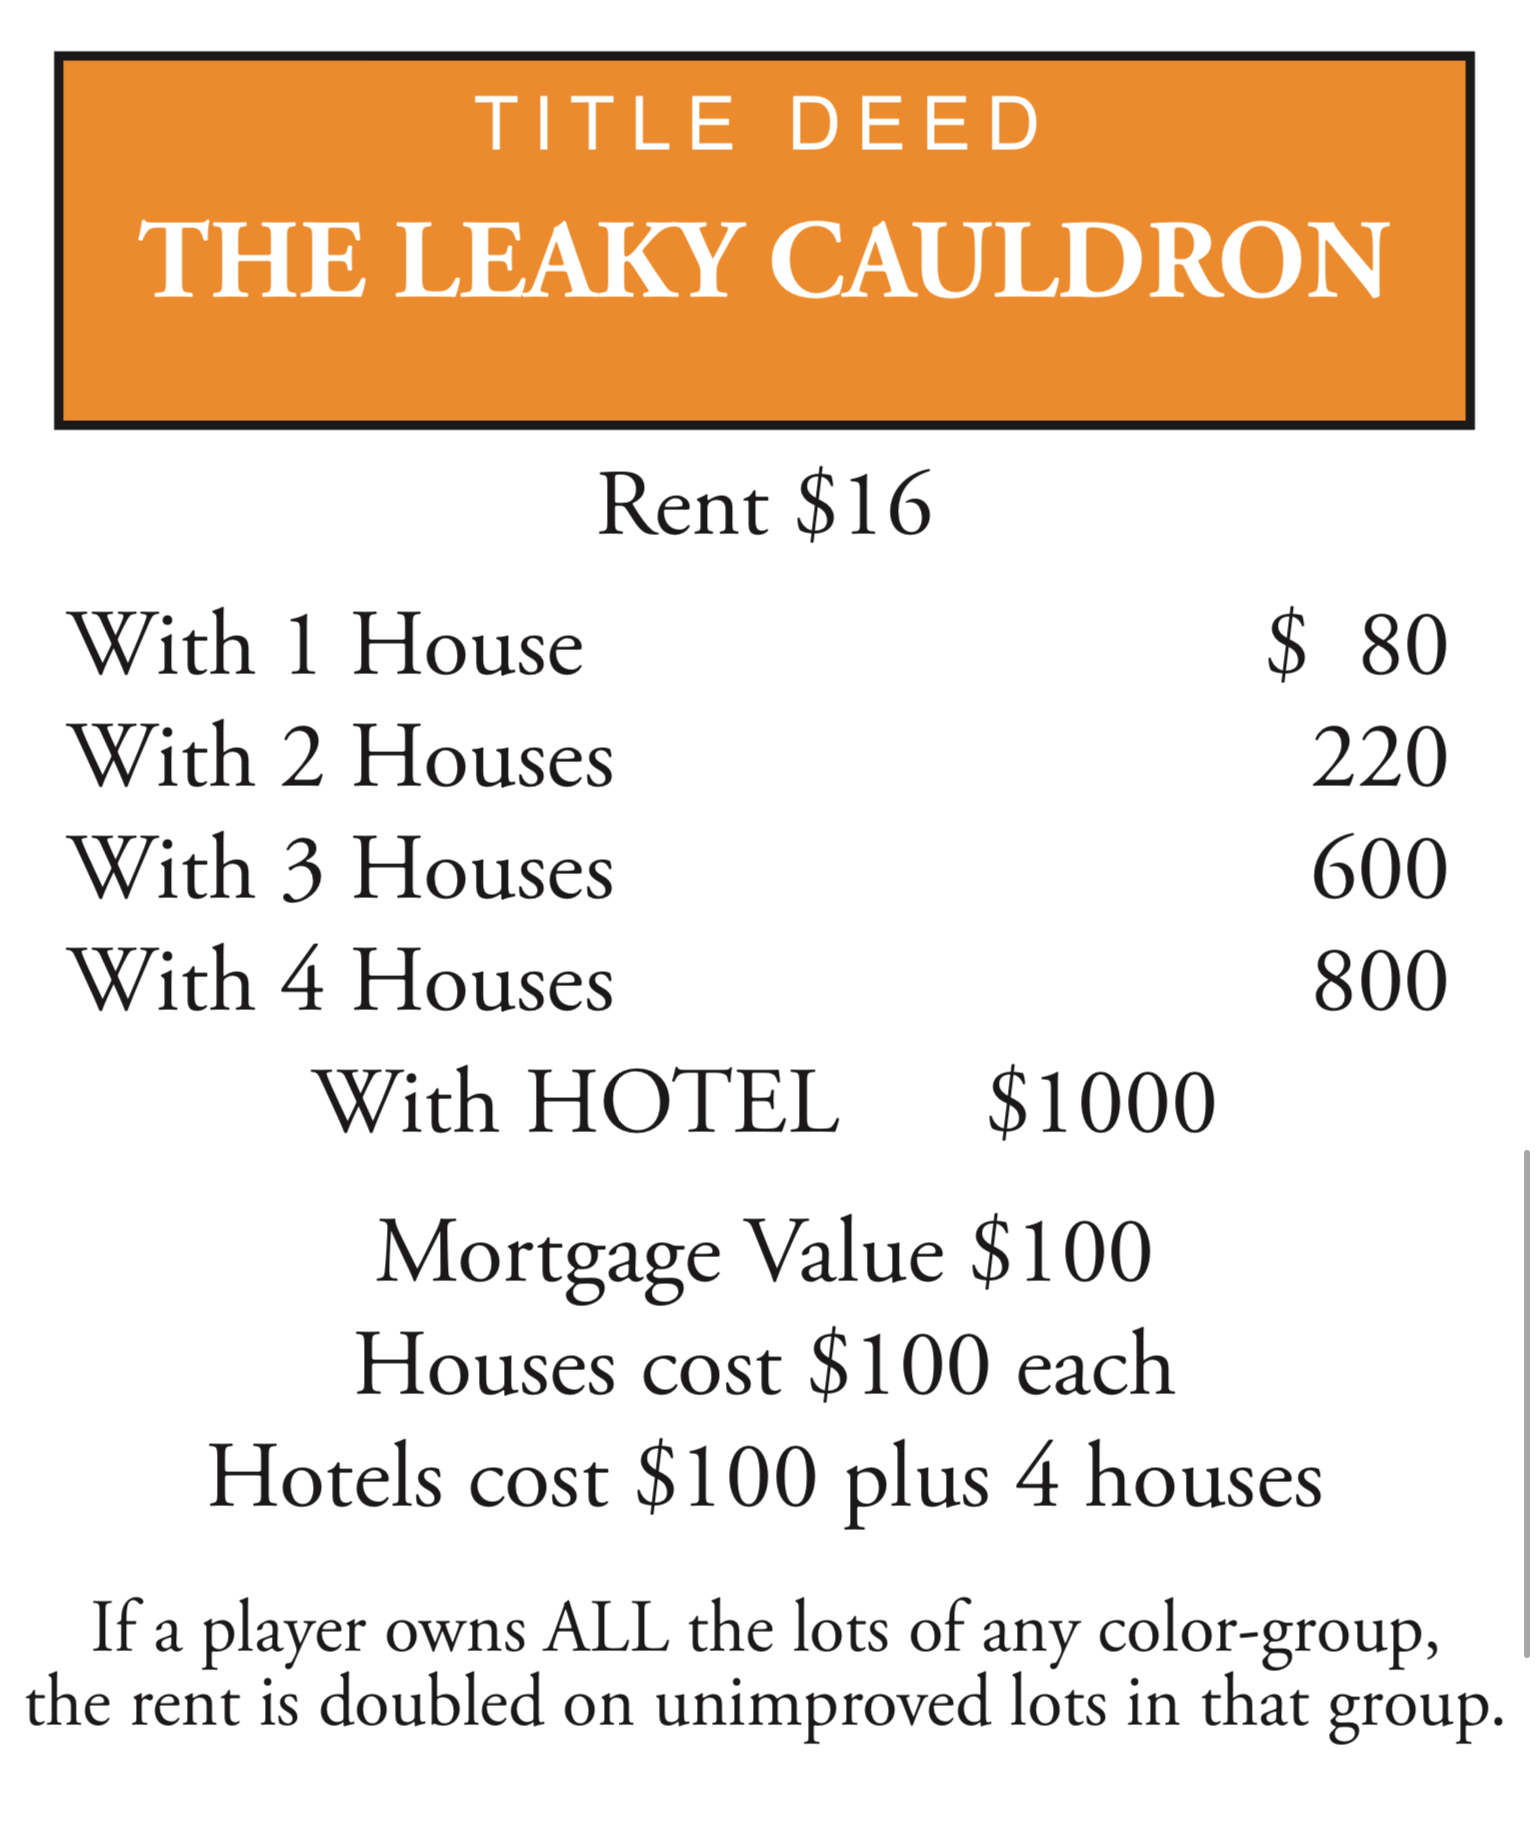 TITLE DEED
THE LEAKY CAULDRON
Rent $16
With 1 House $ 80
With 2 Houses 220
With 3 Houses 600
With 4 Houses 800
With HOTEL $1000
Mortgage Value $100
Houses cost $100 each
Hotels cost $100 plus 4 houses
If a player owns ALL the lots of any color-group,
the rent is doubled on unimproved lots in that group.